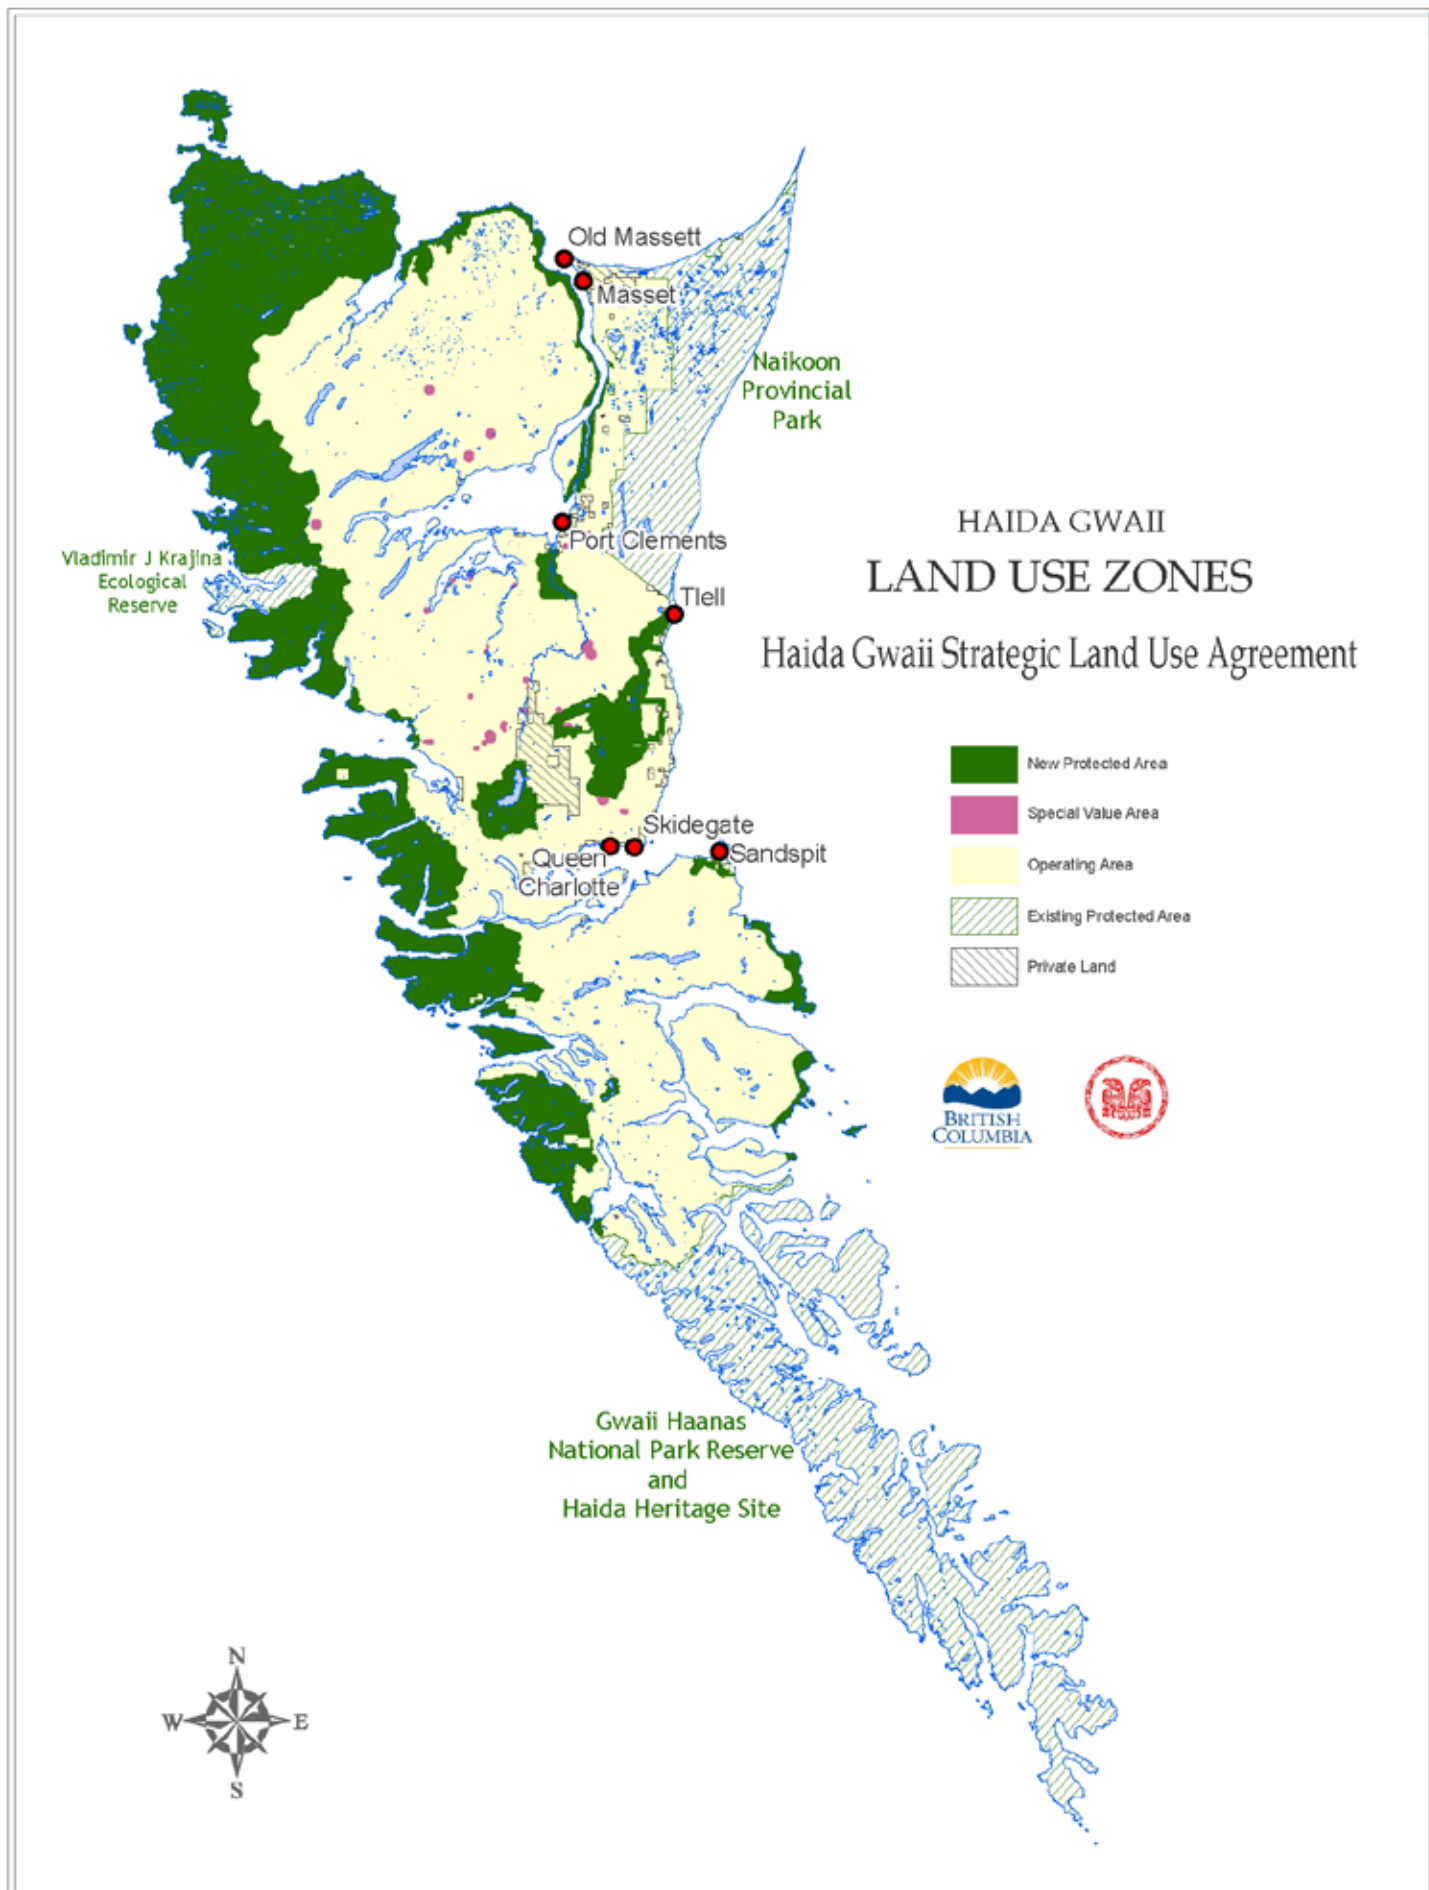 Old Massett
Masset
Naikoon
Provincial
Park
HAIDA GWAII
LAND USE ZONES
Haida Gwaii Strategic Land Use Agreement
Port Clements
Vladimir J Krajina
Ecological
Reserve
Tlell
New Protected Area
Special Value Area
Operating Area
Existing Protected Area
Private Land
Skidegate
Sandspit
Queen
Charlotte
BRITISH
COLUMBIA
Gwaii Haanas
National Park Reserve
and
Haida Heritage Site
N
W E
S